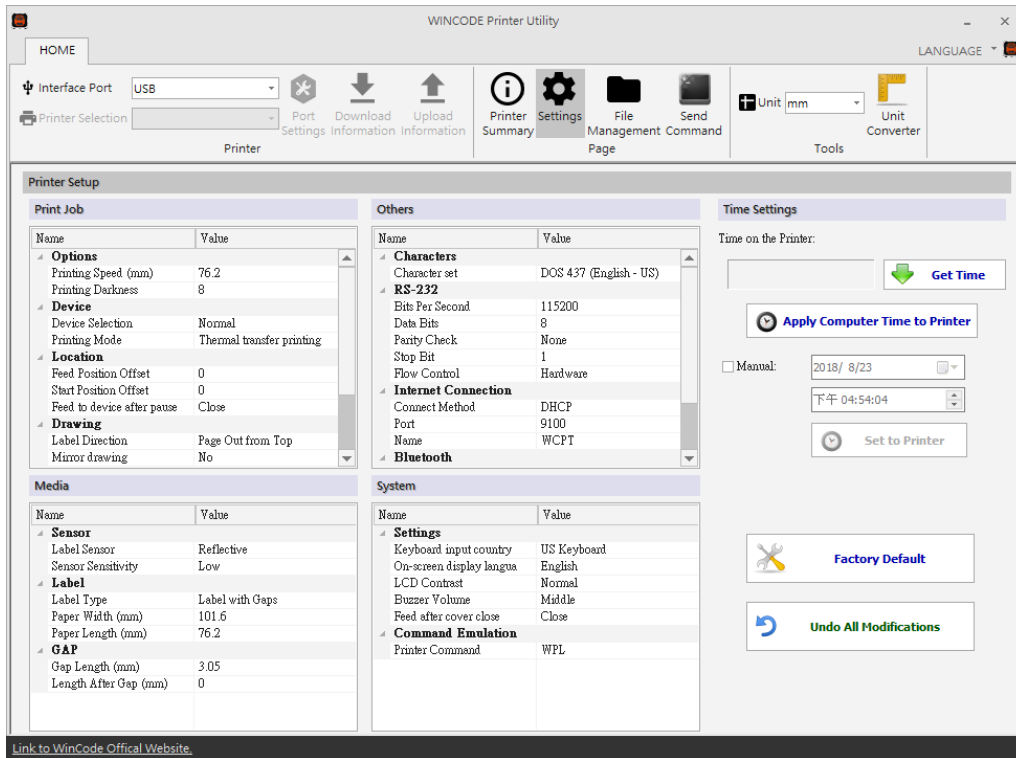 WINCODE Printer Utility
HOME
LANGUAGE
Interface Port USB
Printer Selection
Port Settings
Download Information
Upload Information
Printer
Printer Summary
Settings
File Management
Send Command
Page
Unit mm
Unit Converter
Tools
Printer Setup
Print Job
Name Value
Options
Printing Speed (mm) 76.2
Printing Darkness 8
Device
Device Selection Normal
Printing Mode Thermal transfer printing
Location
Feed Position Offset 0
Start Position Offset 0
Feed to device after pause Close
Drawing
Label Direction Page Out from Top
Mirror drawing No
Others
Name Value
Characters
Character set DOS 437 (English - US)
RS-232
Bits Per Second 115200
Data Bits 8
Parity Check None
Stop Bit 1
Flow Control Hardware
Internet Connection
Connect Method DHCP
Port 9100
Name WCPT
Bluetooth
Time Settings
Time on the Printer:
Get Time
Apply Computer Time to Printer
Manual: 2018/ 8/23
下午 04:54:04
Set to Printer
Media
Name Value
Sensor
Label Sensor Reflective
Sensor Sensitivity Low
Label
Label Type Label with Gaps
Paper Width (mm) 101.6
Paper Length (mm) 76.2
GAP
Gap Length (mm) 3.05
Length After Gap (mm) 0
System
Name Value
Settings
Keyboard input country US Keyboard
On-screen display langua English
LCD Contrast Normal
Buzzer Volume Middle
Feed after cover close Close
Command Emulation
Printer Command WPL
Factory Default
Undo All Modifications
Link to WinCode Offical Website.